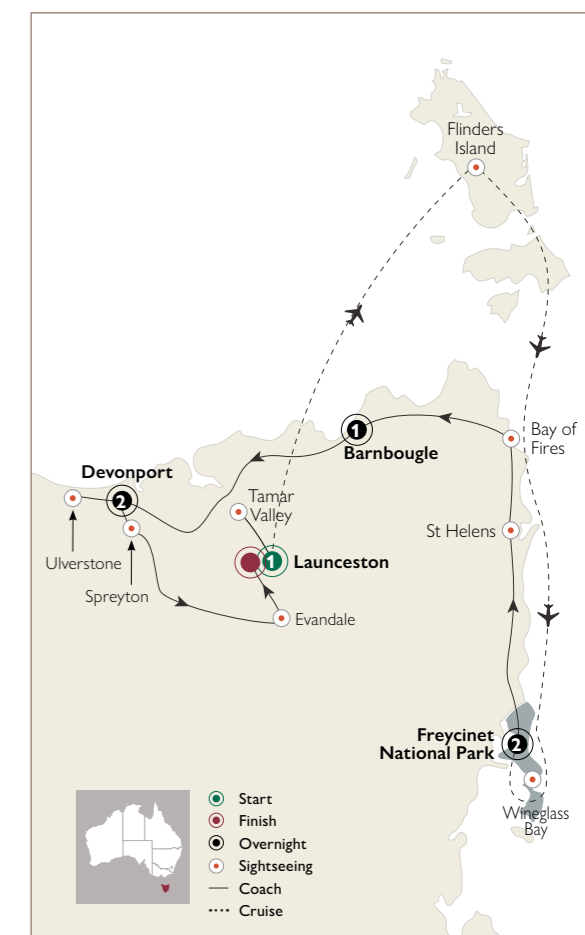 Flinders
Island
1
Barnbougle
Bay of
Fires
Devonport
2
Tamar
Valley
St Helens
Ulverstone
Spreyton
1
Launceston
Evandale
Freycinet
National Park
2
Wineglass
Bay
Start
Finish
Overnight
Sightseeing
Coach
Cruise